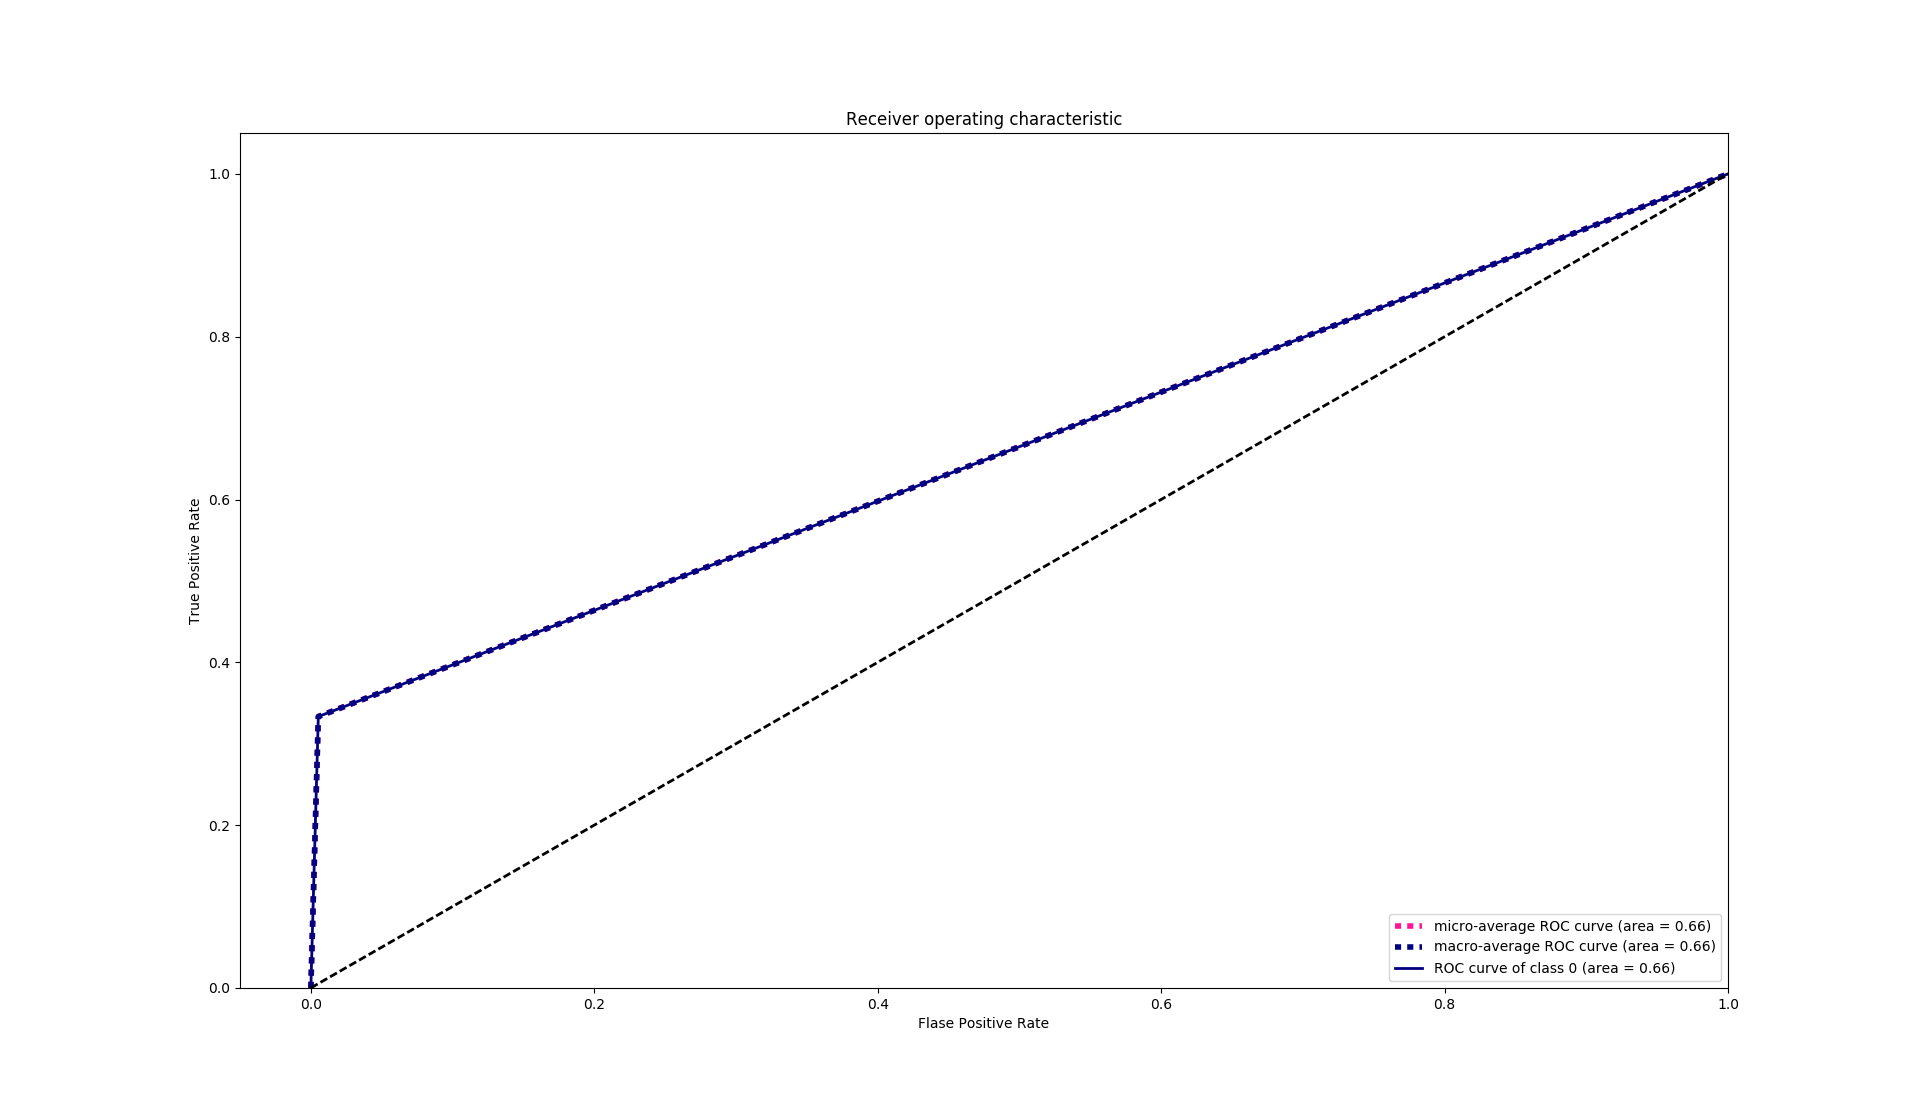 Receiver operating characteristic
1.0
0.8
0.6
0.4
0.2
0.0
True Positive Rate
0.0 0.2 0.4 0.6 0.8 1.0
Flase Positive Rate
micro-average ROC curve (area = 0.66)
macro-average ROC curve (area = 0.66)
ROC curve of class 0 (area = 0.66)